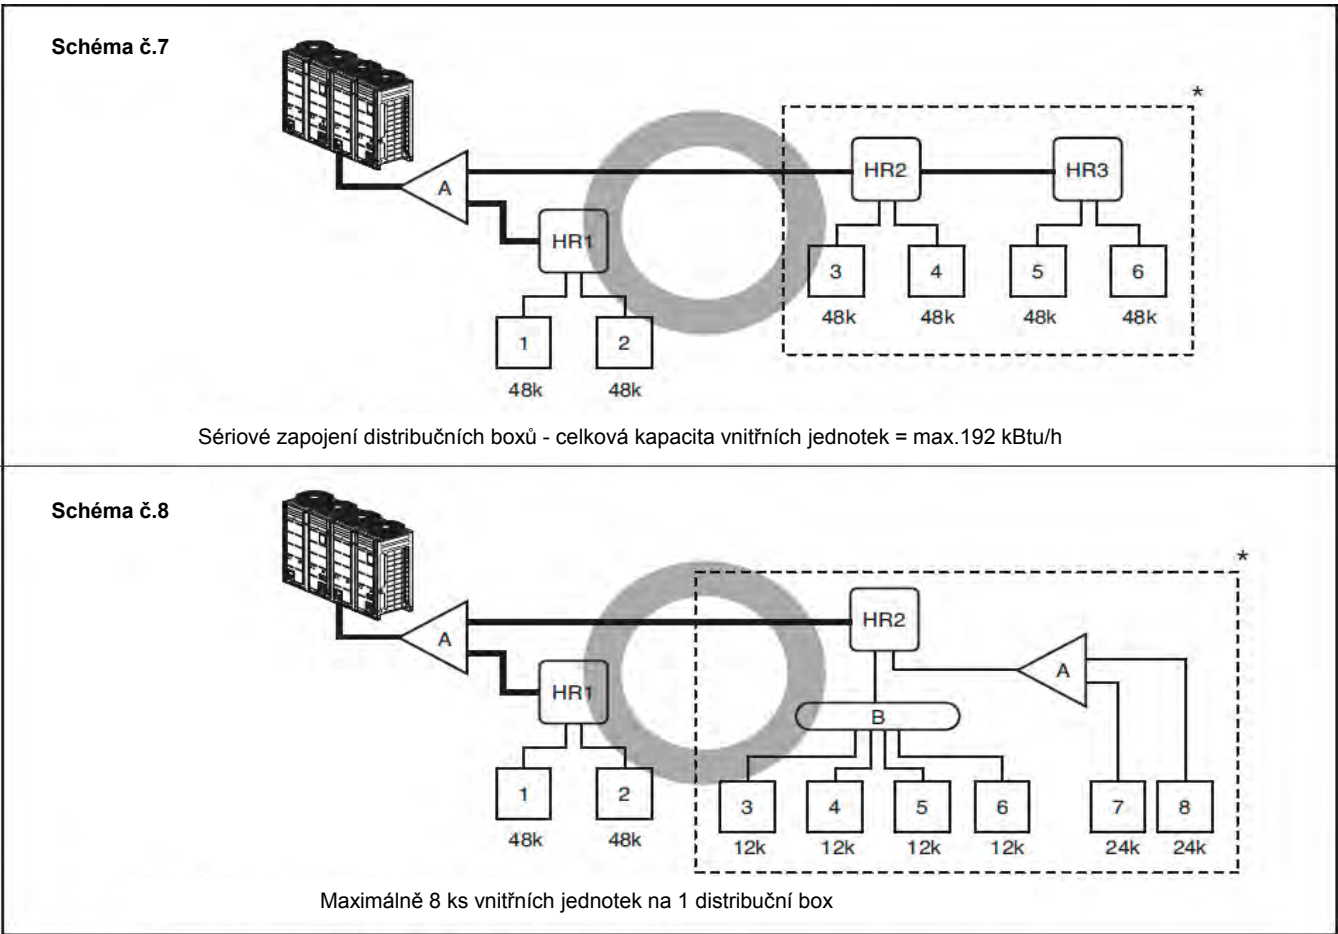 Schéma č.7
*
A
HR2
HR3
HR1
3
4
5
6
48k
48k
48k
48k
1
2
48k
48k
Sériové zapojení distribučních boxů - celková kapacita vnitřních jednotek = max.192 kBtu/h
Schéma č.8
*
A
HR2
A
HR1
B
1
2
3
4
5
6
7
8
48k
48k
12k
12k
12k
12k
24k
24k
Maximálně 8 ks vnitřních jednotek na 1 distribuční box